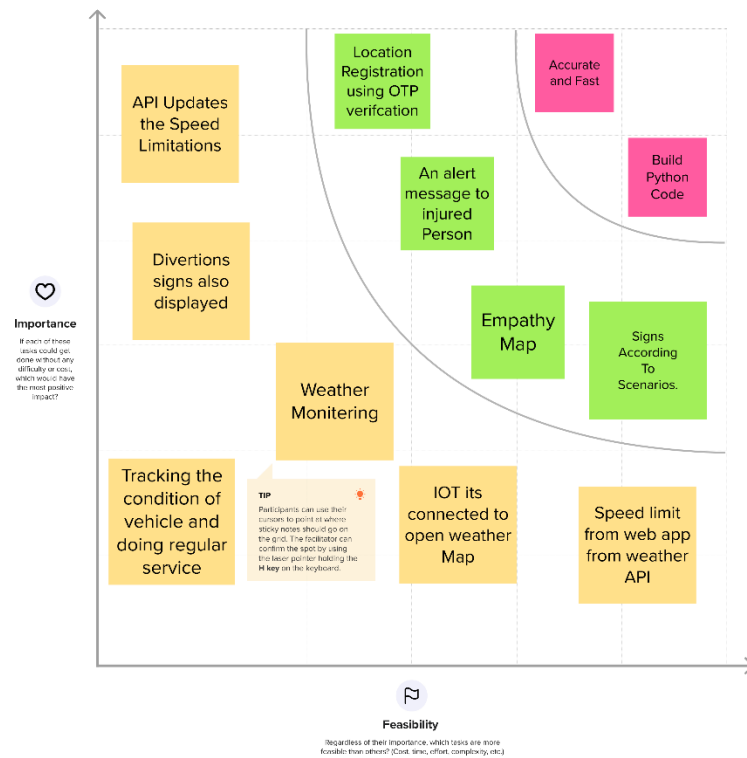 Location
Registration
using OTP
verifcation
Accurate
and Fast
API Updates
the Speed
Limitations
Build
Python
Code
An alert
message to
injured
Person
Divertions
signs also
displayed
Importance
If each of these
tasks could get
done without any
difficulty or cost,
which would have
the most positive
impact?
Empathy
Map
Signs
According
To
Scenarios.
Weather
Monitering
Tracking the
condition of
vehicle and
doing regular
service
TIP
Participants can use their
cursors to point at where
sticky notes should go on
the grid. The facilitator can
confirm the spot by using
the laser pointer holding the
H key on the keyboard.
IOT its
connected to
open weather
Map
Speed limit
from web app
from weather
API
Feasibility
Regardless of their importance, which tasks are more
feasible than others? (Cost, time, effort, complexity, etc.)